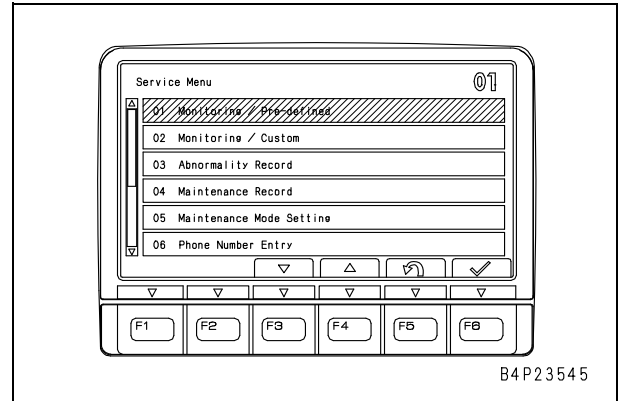 Service Menu 01
01 Monitoring / Pre-defined
02 Monitoring / Custom
03 Abnormality Record
04 Maintenance Record
05 Maintenance Mode Setting
06 Phone Number Entry
F1 F2 F3 F4 F5 F6
B4P23545